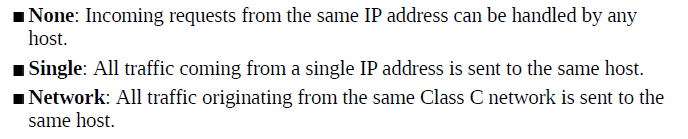 ■ None: Incoming requests from the same IP address can be handled by any
host.
■ Single: All traffic coming from a single IP address is sent to the same host.
■ Network: All traffic originating from the same Class C network is sent to the
same host.